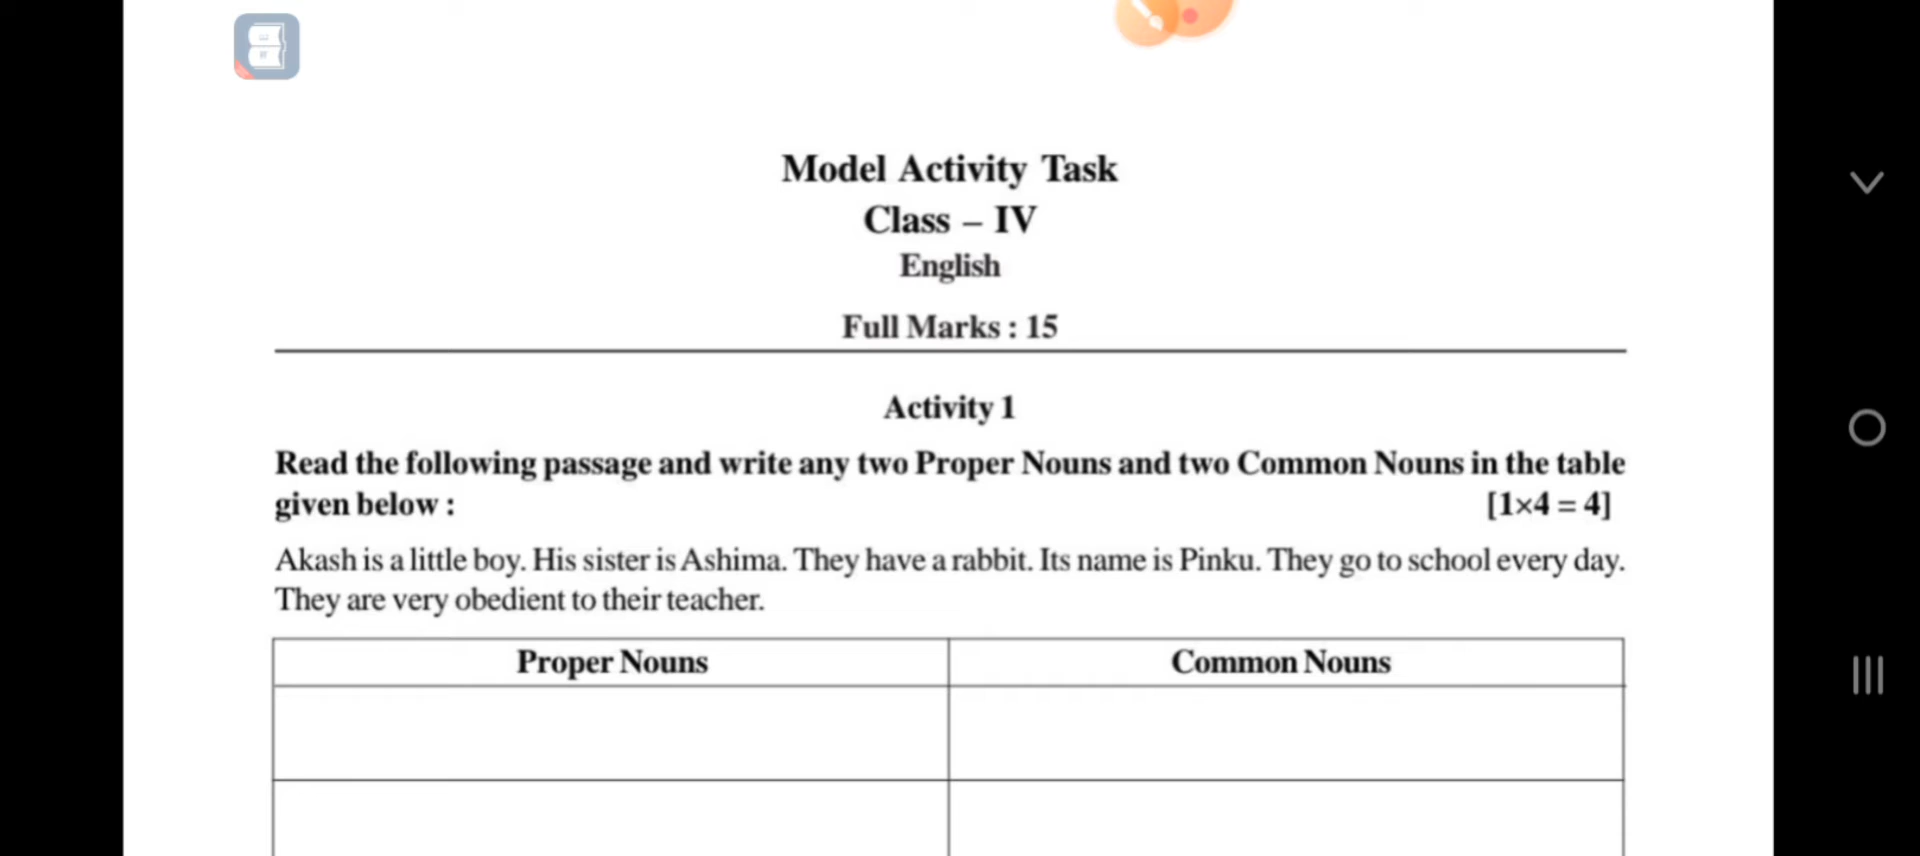 Model Activity Task
Class – IV
English
Full Marks : 15
Activity 1
Read the following passage and write any two Proper Nouns and two Common Nouns in the table
given below : [1×4 = 4]
Akash is a little boy. His sister is Ashima. They have a rabbit. Its name is Pinku. They go to school every day.
They are very obedient to their teacher.
Proper Nouns Common Nouns